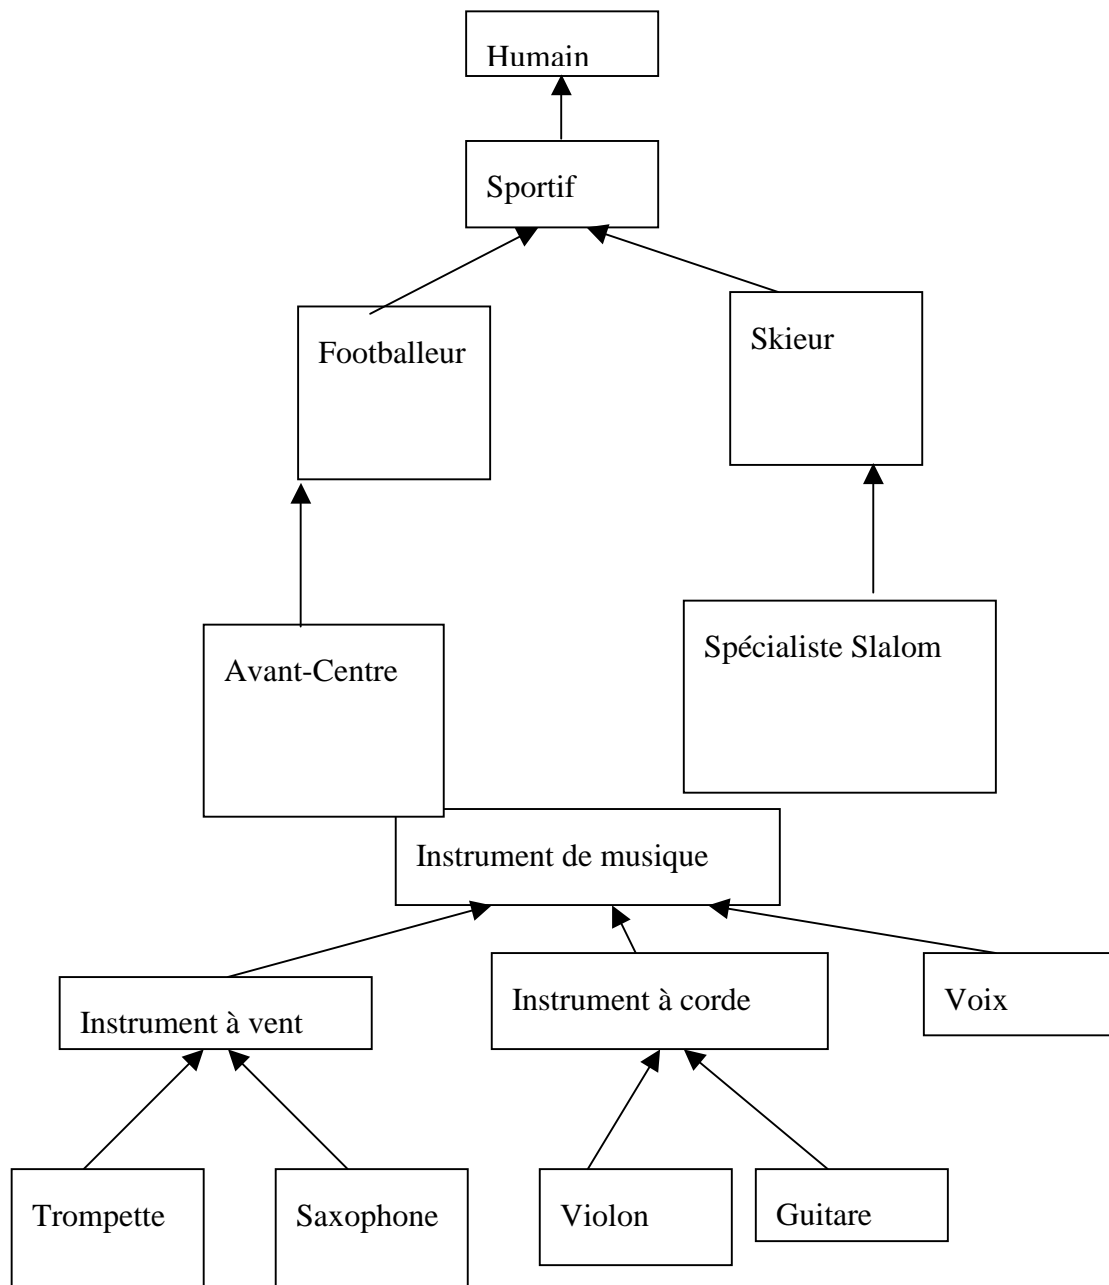 Humain
Sportif
Footballeur
Skieur
Avant-Centre
Spécialiste Slalom
Instrument de musique
Instrument à vent
Instrument à corde
Voix
Trompette
Saxophone
Violon
Guitare